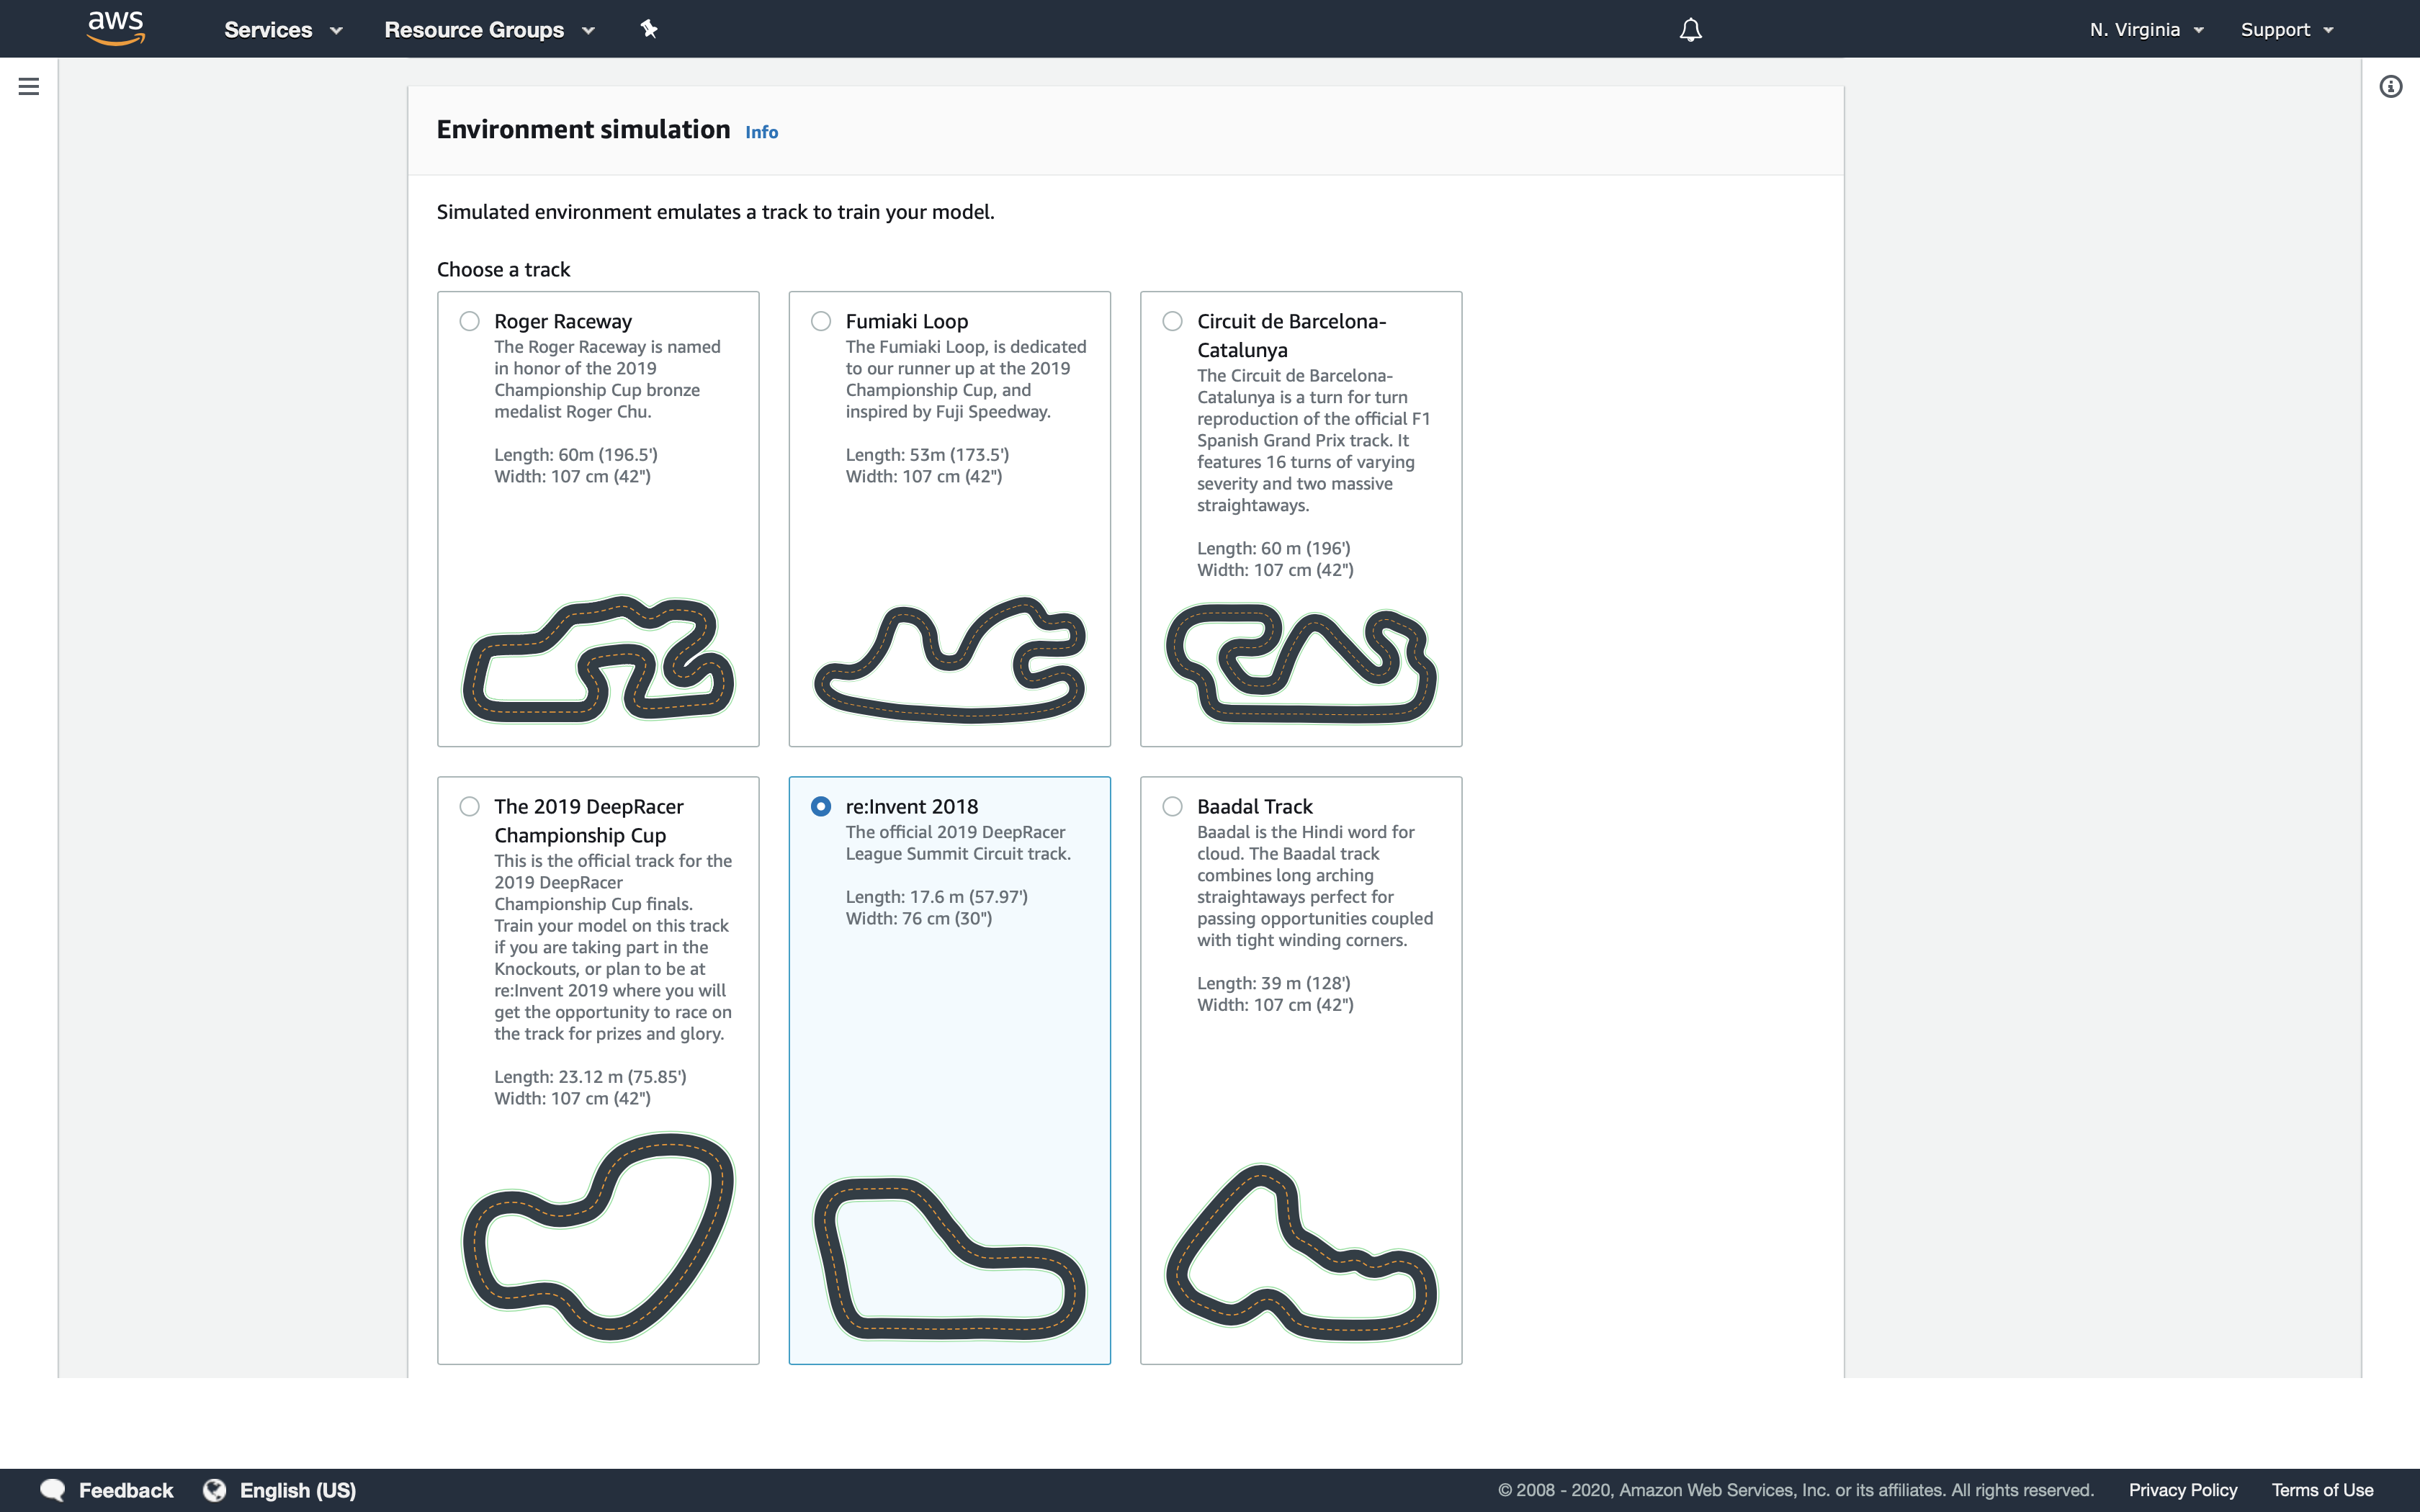 aws
Services
Resource Groups
N. Virginia
Support
Environment simulation Info
Simulated environment emulates a track to train your model.
Choose a track
Roger Raceway
The Roger Raceway is named
in honor of the 2019
Championship Cup bronze
medalist Roger Chu.
Length: 60m (196.5')
Width: 107 cm (42")
Fumiaki Loop
The Fumiaki Loop, is dedicated
to our runner up at the 2019
Championship Cup, and
inspired by Fuji Speedway.
Length: 53m (173.5')
Width: 107 cm (42")
Circuit de Barcelona-
Catalunya
The Circuit de Barcelona-
Catalunya is a turn for turn
reproduction of the official F1
Spanish Grand Prix track. It
features 16 turns of varying
severity and two massive
straightaways.
Length: 60 m (196')
Width: 107 cm (42")
The 2019 DeepRacer
Championship Cup
This is the official track for the
2019 DeepRacer
Championship Cup finals.
Train your model on this track
if you are taking part in the
Knockouts, or plan to be at
re:Invent 2019 where you will
get the opportunity to race on
the track for prizes and glory.
Length: 23.12 m (75.85')
Width: 107 cm (42")
re:Invent 2018
The official 2019 DeepRacer
League Summit Circuit track.
Length: 17.6 m (57.97')
Width: 76 cm (30")
Baadal Track
Baadal is the Hindi word for
cloud. The Baadal track
combines long arching
straightaways perfect for
passing opportunities coupled
with tight winding corners.
Length: 39 m (128')
Width: 107 cm (42")
Feedback
English (US)
© 2008 - 2020, Amazon Web Services, Inc. or its affiliates. All rights reserved.
Privacy Policy
Terms of Use